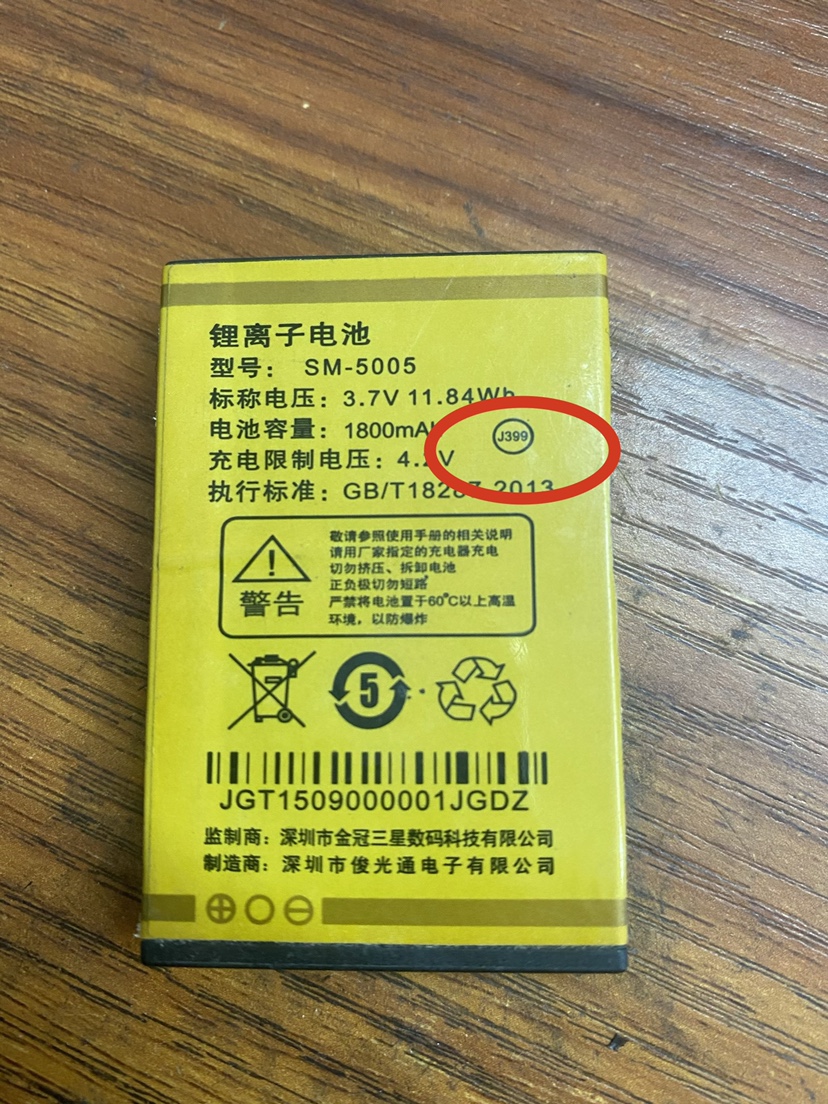 锂离子电池
型号： SM-5005
标称电压：3.7V 11.84Wh
电池容量：1800mAh
J399
充电限制电压：4.2V
执行标准：GB/T18287-2013
警告
敬请参照使用手册的相关说明
请用厂家指定的充电器充电
切勿挤压、拆卸电池
正负极切勿短路
严禁将电池置于60°C以上高温
环境，以防爆炸
5
JGT1509000001JGDZ
监制商：深圳市金冠三星数码科技有限公司
制造商：深圳市俊光通电子有限公司